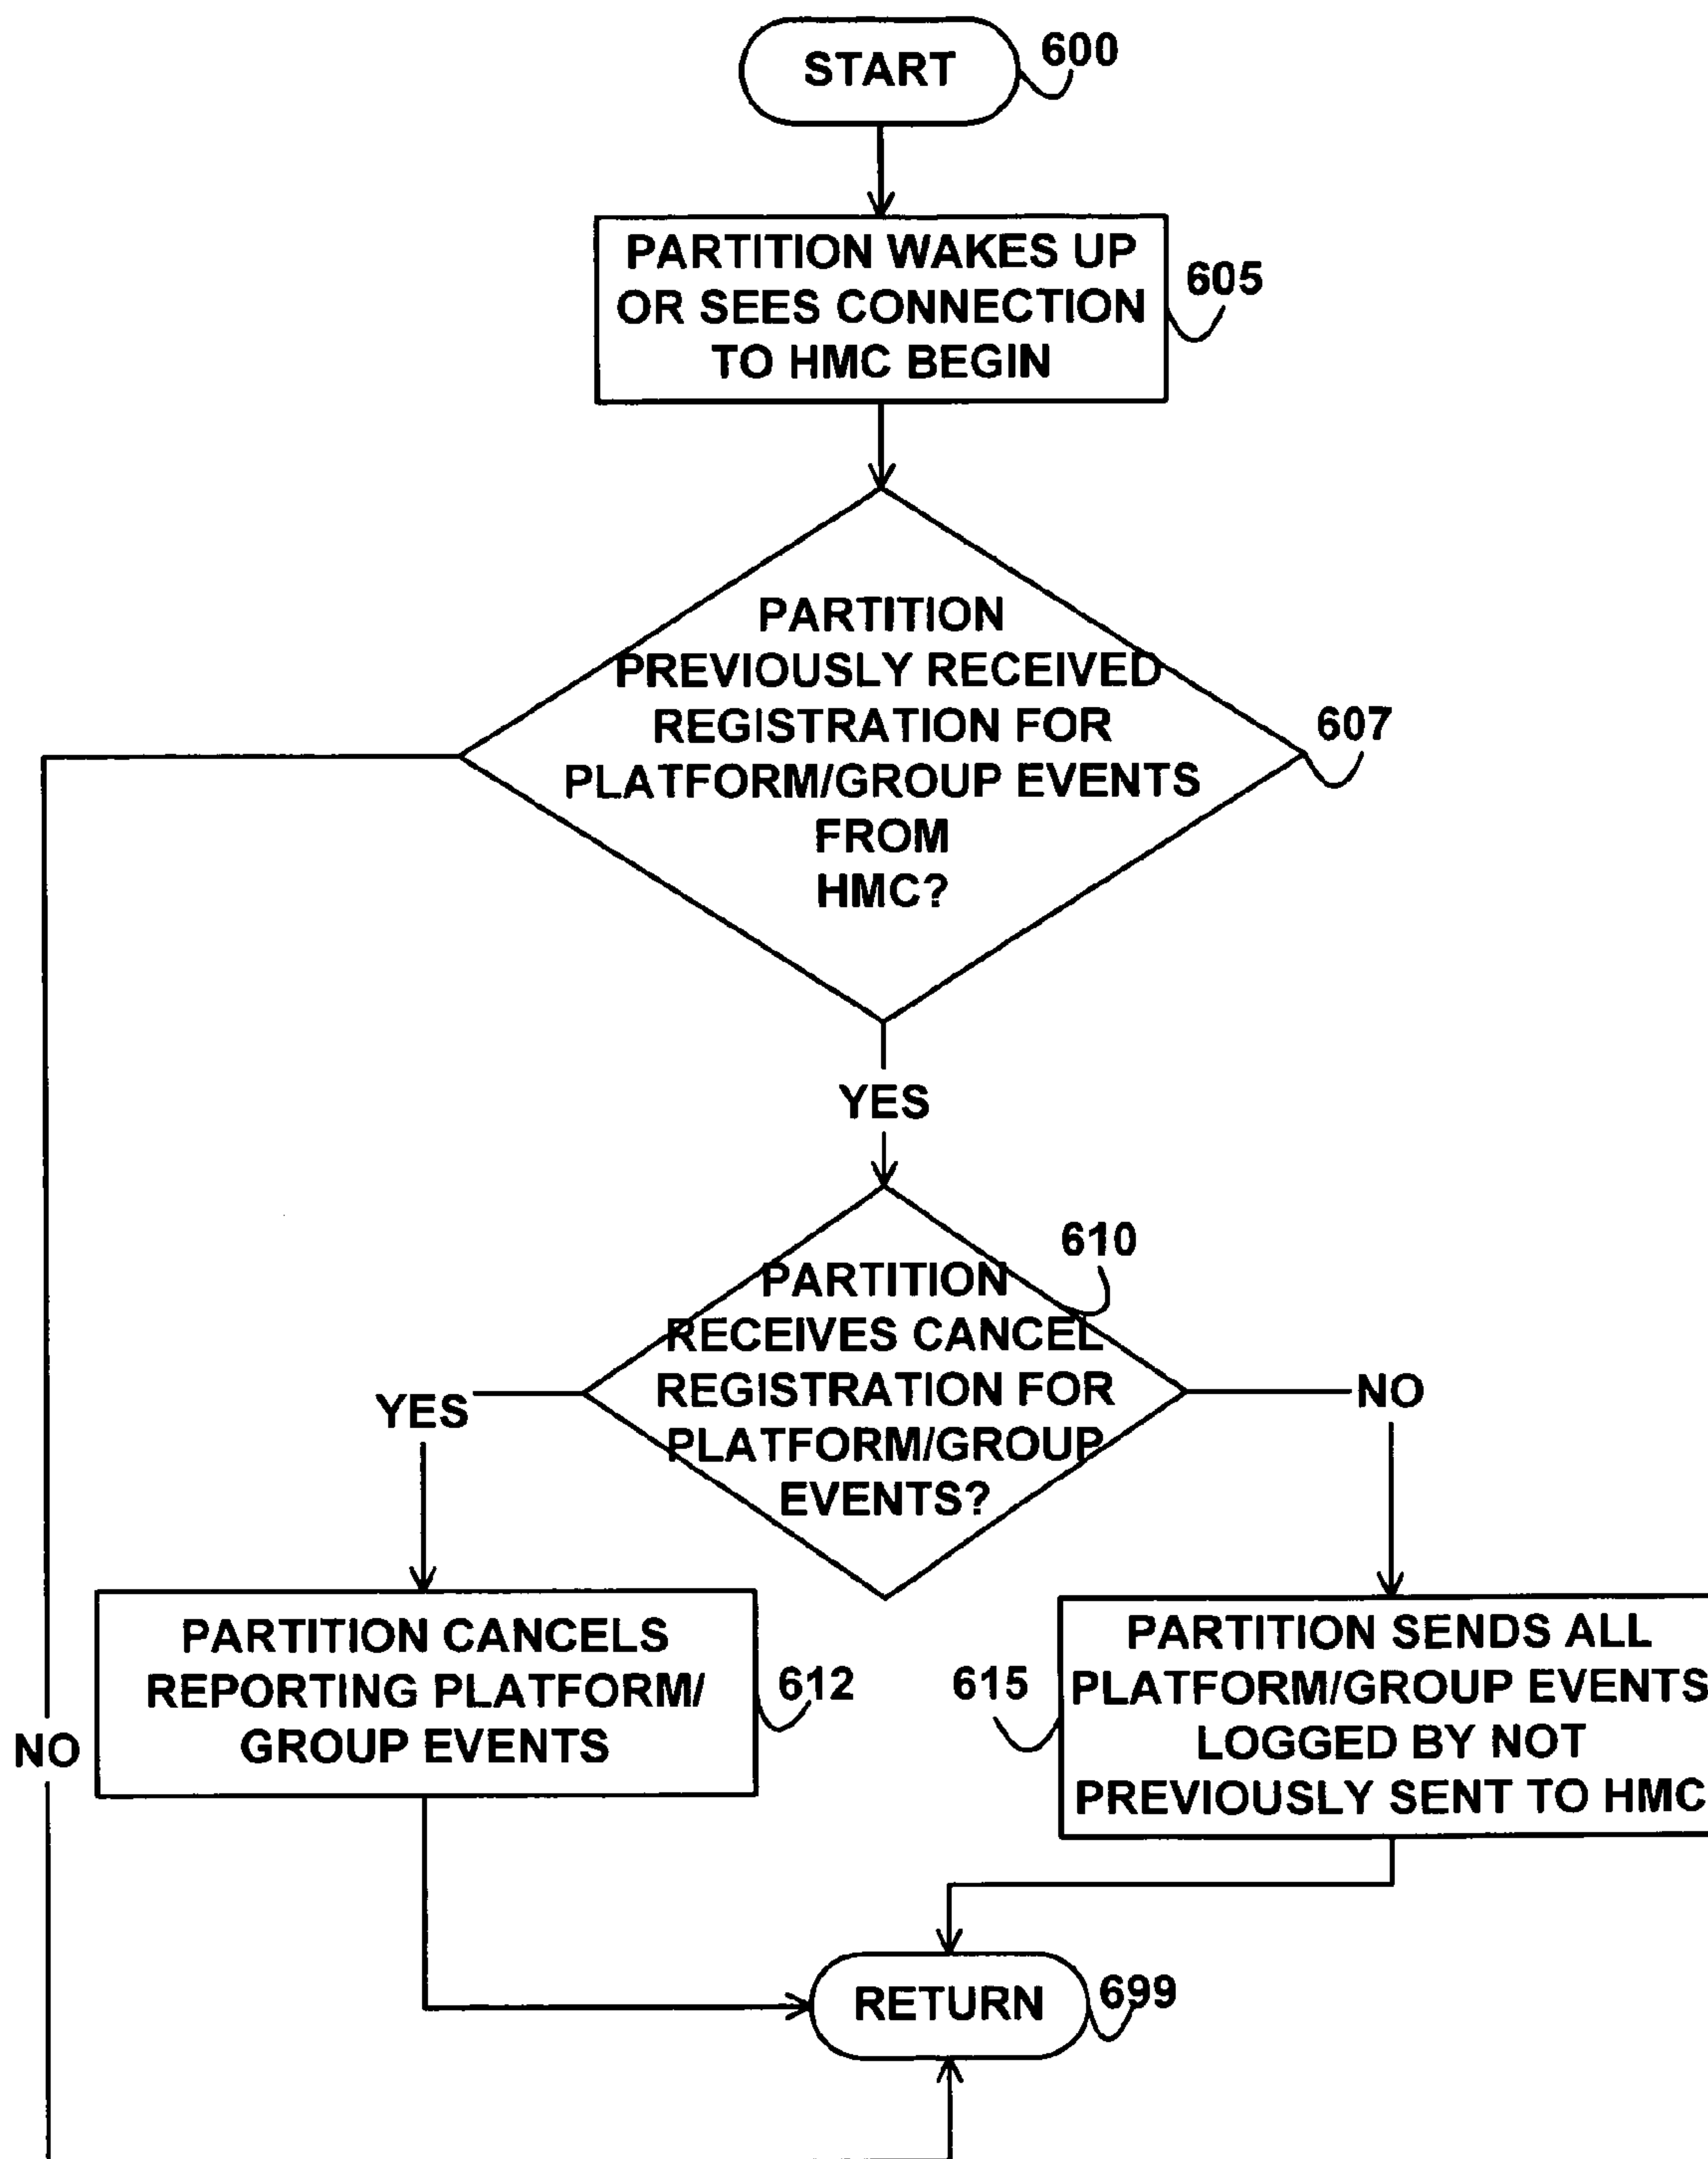 START
600
PARTITION WAKES UP
OR SEES CONNECTION
TO HMC BEGIN
605
PARTITION
PREVIOUSLY RECEIVED
REGISTRATION FOR
PLATFORM/GROUP EVENTS
FROM
HMC?
607
YES
610
PARTITION
RECEIVES CANCEL
REGISTRATION FOR
PLATFORM/GROUP
EVENTS?
YES
NO
PARTITION CANCELS
REPORTING PLATFORM/
GROUP EVENTS
612
615
PARTITION SENDS ALL
PLATFORM/GROUP EVENTS
LOGGED BY NOT
PREVIOUSLY SENT TO HMC
NO
RETURN
699